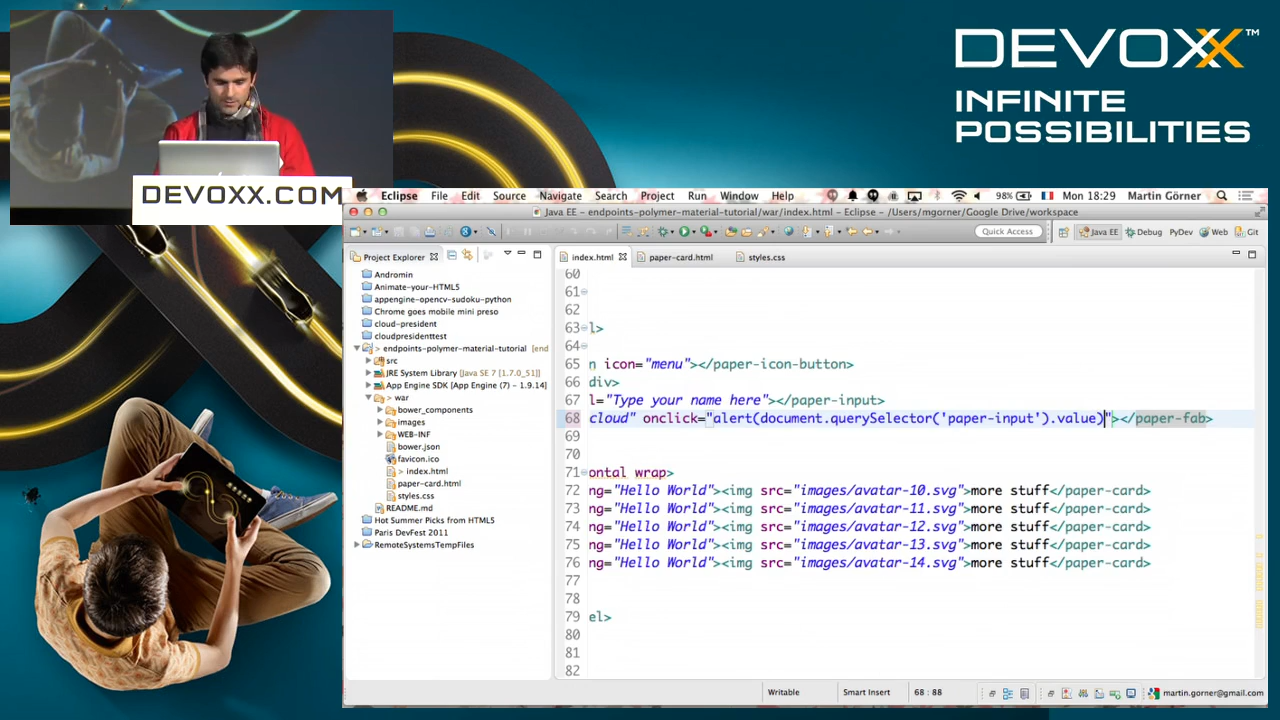 DEVOXX™
INFINITE
POSSIBILITIES
DEVOXX.COM
Eclipse File Edit Source Navigate Search Project Run Window Help 98% Mon 18:29 Martin Görner
Java EE - endpoints-polymer-material-tutorial/war/index.html - Eclipse - /Users/mgorner/Google Drive/workspace
Quick Access Java EE Debug PyDev Web Git
Project Explorer
index.html paper-card.html styles.css
Andromin
Animate-your-HTML5
appengine-opencv-sudoku-python
Chrome goes mobile mini preso
cloud-president
cloudpresidenttest
> endpoints-polymer-material-tutorial [end
src
JRE System Library (Java SE 7 [1.7.0_51])
App Engine SDK (App Engine (7) - 1.9.14)
> war
bower_components
images
WEB-INF
bower.json
favicon.ico
> index.html
paper-card.html
styles.css
README.md
Hot Summer Picks from HTML5
Paris DevFest 2011
RemoteSystemsTempFiles
60
61
62
63 l>
64
65 n icon="menu"></paper-icon-button>
66 div>
67 l="Type your name here"></paper-input>
68 cloud" onclick="alert(document.querySelector('paper-input').value)"></paper-fab>
69
70
71 ontal wrap>
72 ng="Hello World"><img src="images/avatar-10.svg">more stuff</paper-card>
73 ng="Hello World"><img src="images/avatar-11.svg">more stuff</paper-card>
74 ng="Hello World"><img src="images/avatar-12.svg">more stuff</paper-card>
75 ng="Hello World"><img src="images/avatar-13.svg">more stuff</paper-card>
76 ng="Hello World"><img src="images/avatar-14.svg">more stuff</paper-card>
77
78
79 el>
80
81
82
Writable Smart Insert 68 : 88 martin.gorner@gmail.com